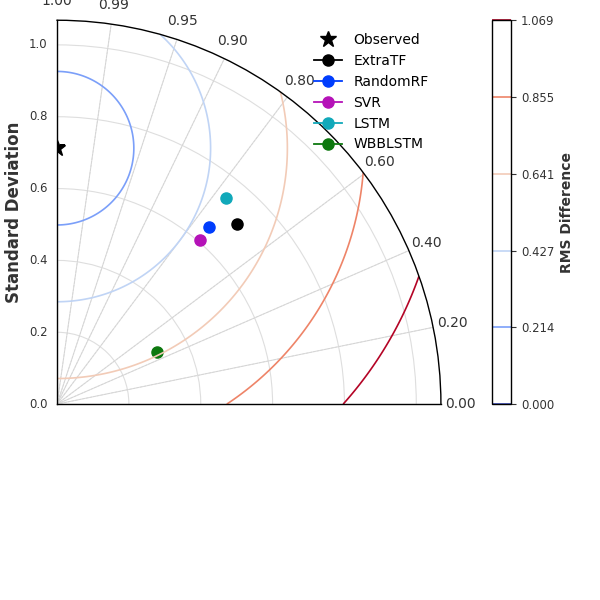 1.00
0.99
0.95
0.90
0.80
0.60
0.40
0.20
0.00
1.0
0.8
0.6
0.4
0.2
0.0
Standard Deviation
Observed
ExtraTF
RandomRF
SVR
LSTM
WBBLSTM
1.069
0.855
0.641
0.427
0.214
0.000
RMS Difference